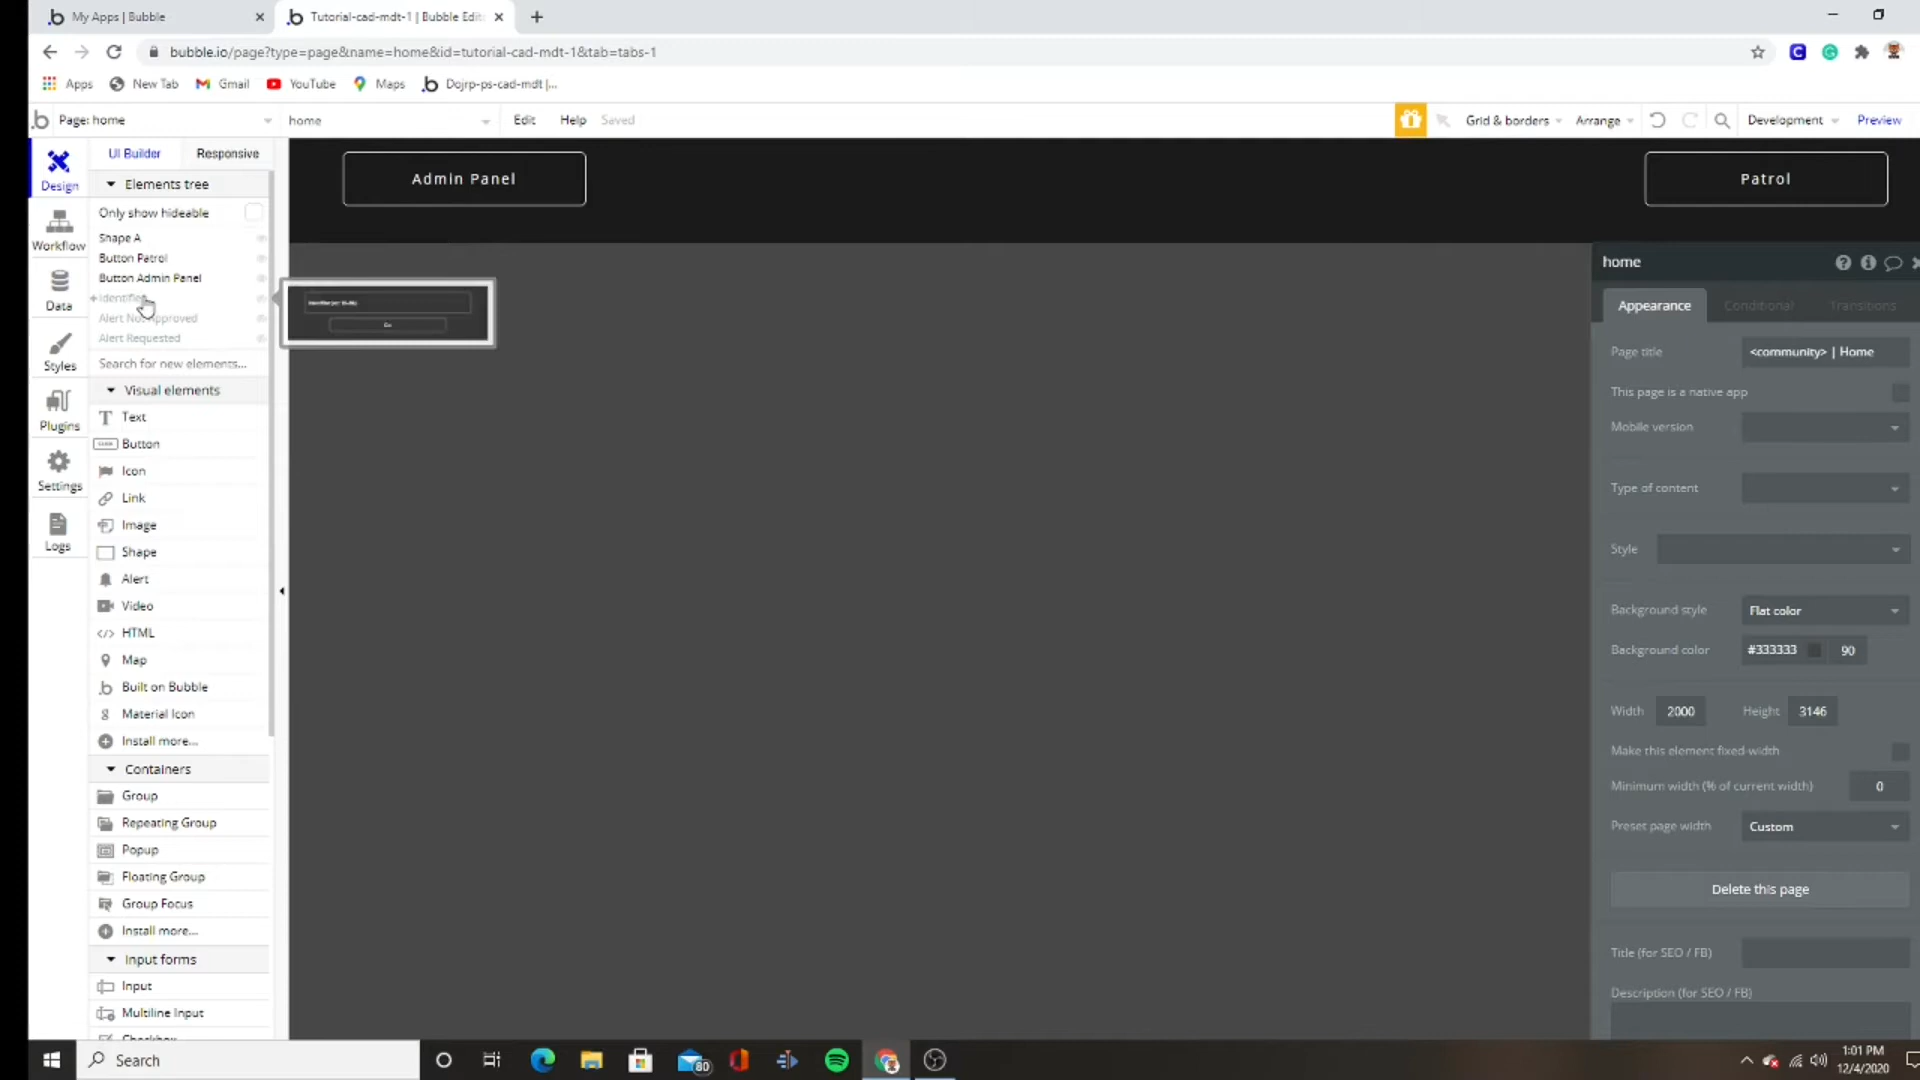 My Apps | Bubble
Tutorial-cad-mdt-1 | Bubble Edit
bubble.io/page?type=page&name=home&id=tutorial-cad-mdt-1&tab=tabs-1
Apps
New Tab
Gmail
YouTube
Maps
Dojrp-ps-cad-mdt |...
Page: home
home
Edit
Help
Saved
Grid & borders
Arrange
Development
Preview
UI Builder
Responsive
Design
Workflow
Data
Styles
Plugins
Settings
Logs
Elements tree
Only show hideable
Shape A
Button Patrol
Button Admin Panel
Alert Not Approved
Alert Requested
Search for new elements...
Visual elements
Text
Button
Icon
Link
Image
Shape
Alert
Video
HTML
Map
Built on Bubble
Material Icon
Install more...
Containers
Group
Repeating Group
Popup
Floating Group
Group Focus
Install more...
Input forms
Input
Multiline Input
Checkbox
Admin Panel
Patrol
Go
home
Appearance
Conditional
Transitions
Page title
<community> | Home
This page is a native app
Mobile version
Type of content
Style
Background style
Flat color
Background color
#333333
90
Width
2000
Height
3146
Make this element fixed-width
Minimum width (% of current width)
0
Preset page width
Custom
Delete this page
Title (for SEO / FB)
Description (for SEO / FB)
Search
80
1:01 PM
12/4/2020